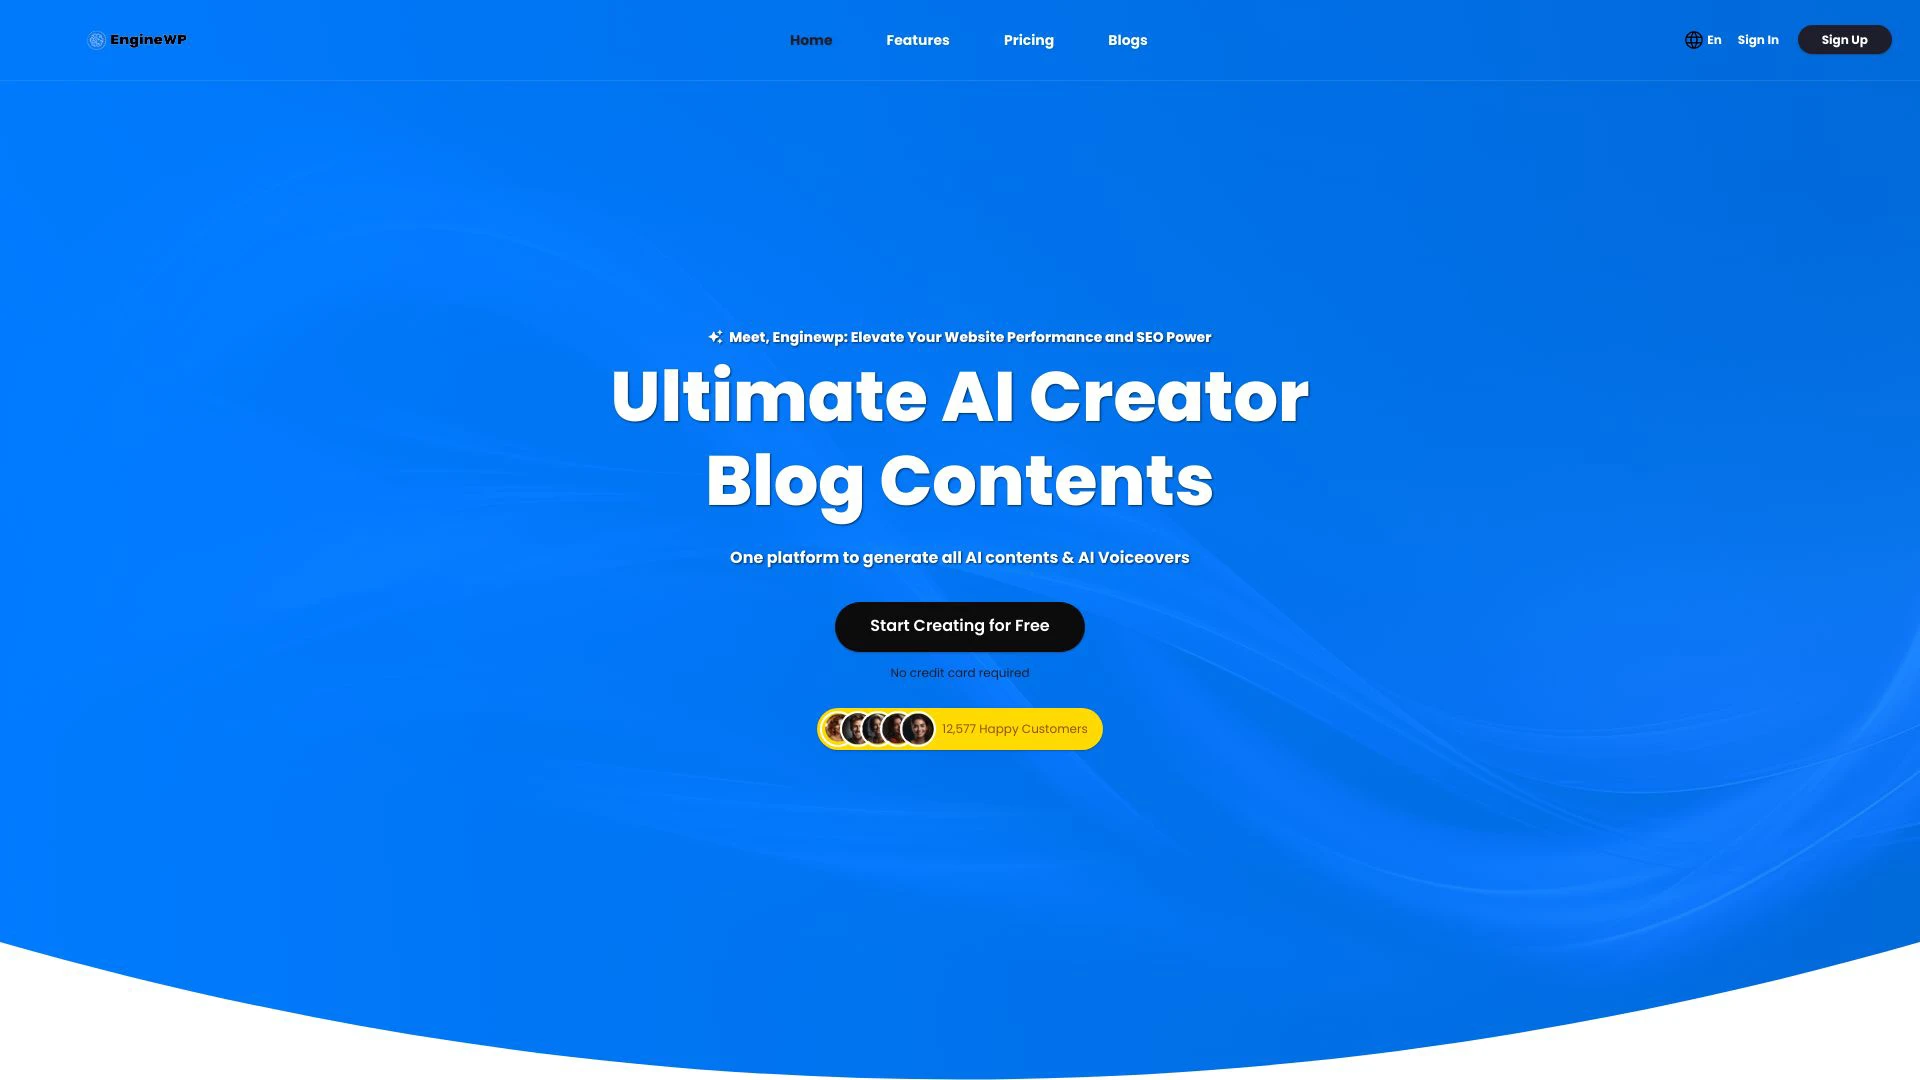 EngineWP
Home
Features
Pricing
Blogs
En
Sign In
Sign Up
Meet, Enginewp: Elevate Your Website Performance and SEO Power
Ultimate AI Creator
Blog Contents
One platform to generate all AI contents & AI Voiceovers
Start Creating for Free
No credit card required
12,577 Happy Customers